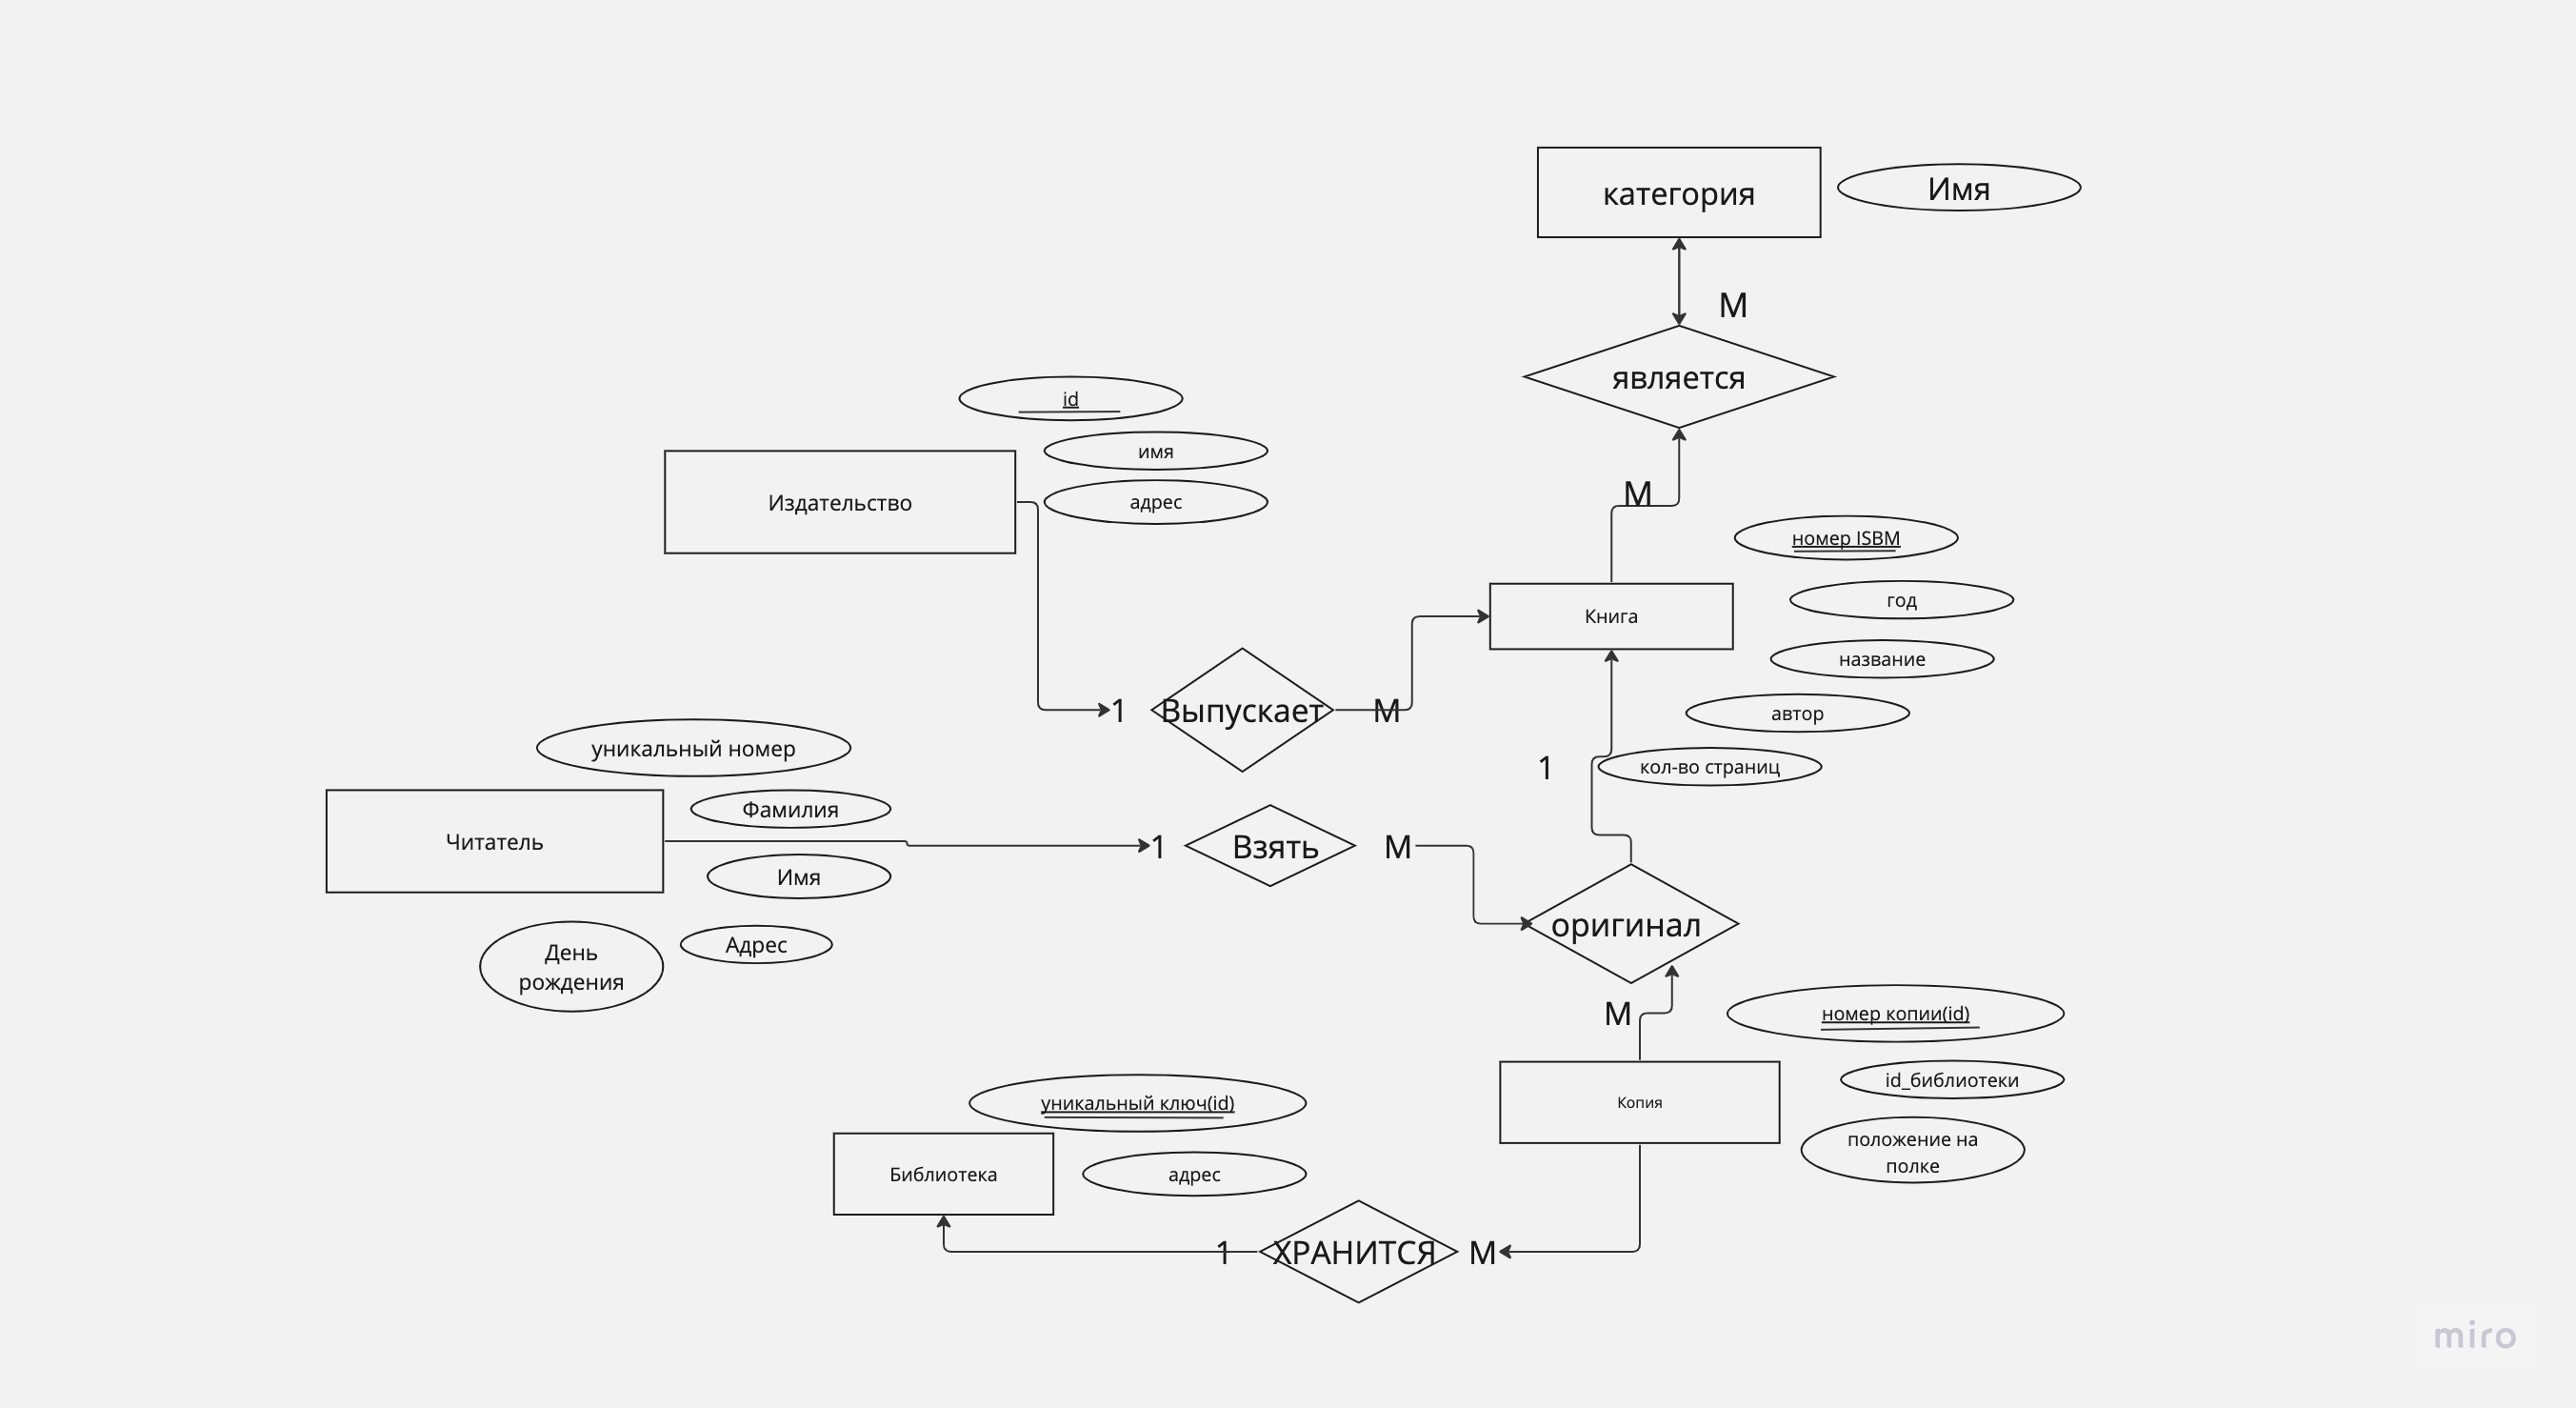 категория
Имя
М
является
id
имя
Издательство
адрес
М
номер ISBM
год
Книга
название
1
Выпускает
М
автор
уникальный номер
1
кол-во страниц
Фамилия
Читатель
1
Взять
М
Имя
оригинал
День
рождения
Адрес
М
номер копии(id)
id_библиотеки
уникальный ключ(id)
Копия
положение на
полке
Библиотека
адрес
1
ХРАНИТСЯ
М
miro